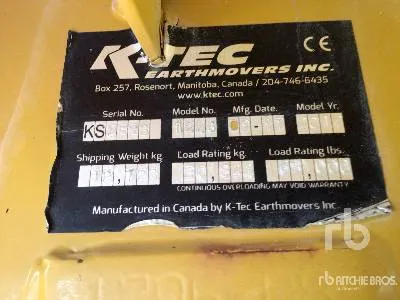 K-TEC
EARTHMOVERS INC.
CE
Box 257, Rosenort, Manitoba, Canada / 204-746-6435
www.ktec.com
Serial No. Model No. Mfg. Date. Model Yr.
KS
Shipping Weight kg. Load Rating kg. Load Rating lbs.
CONTINUOUS OVERLOADING MAY VOID WARRANTY
Manufactured in Canada by K-Tec Earthmovers Inc.
rb
rb RITCHIE BROS.